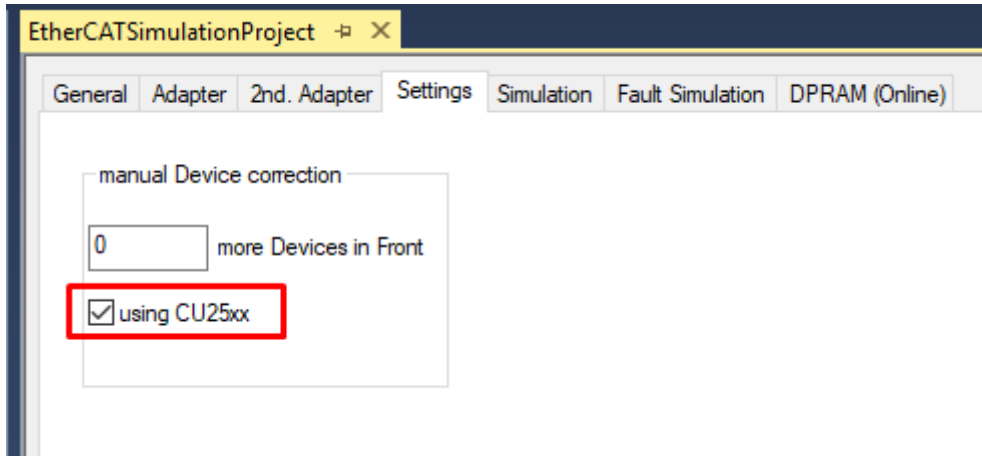 EtherCATSimulationProject
General Adapter 2nd. Adapter Settings Simulation Fault Simulation DPRAM (Online)
manual Device correction
0 more Devices in Front
using CU25xx